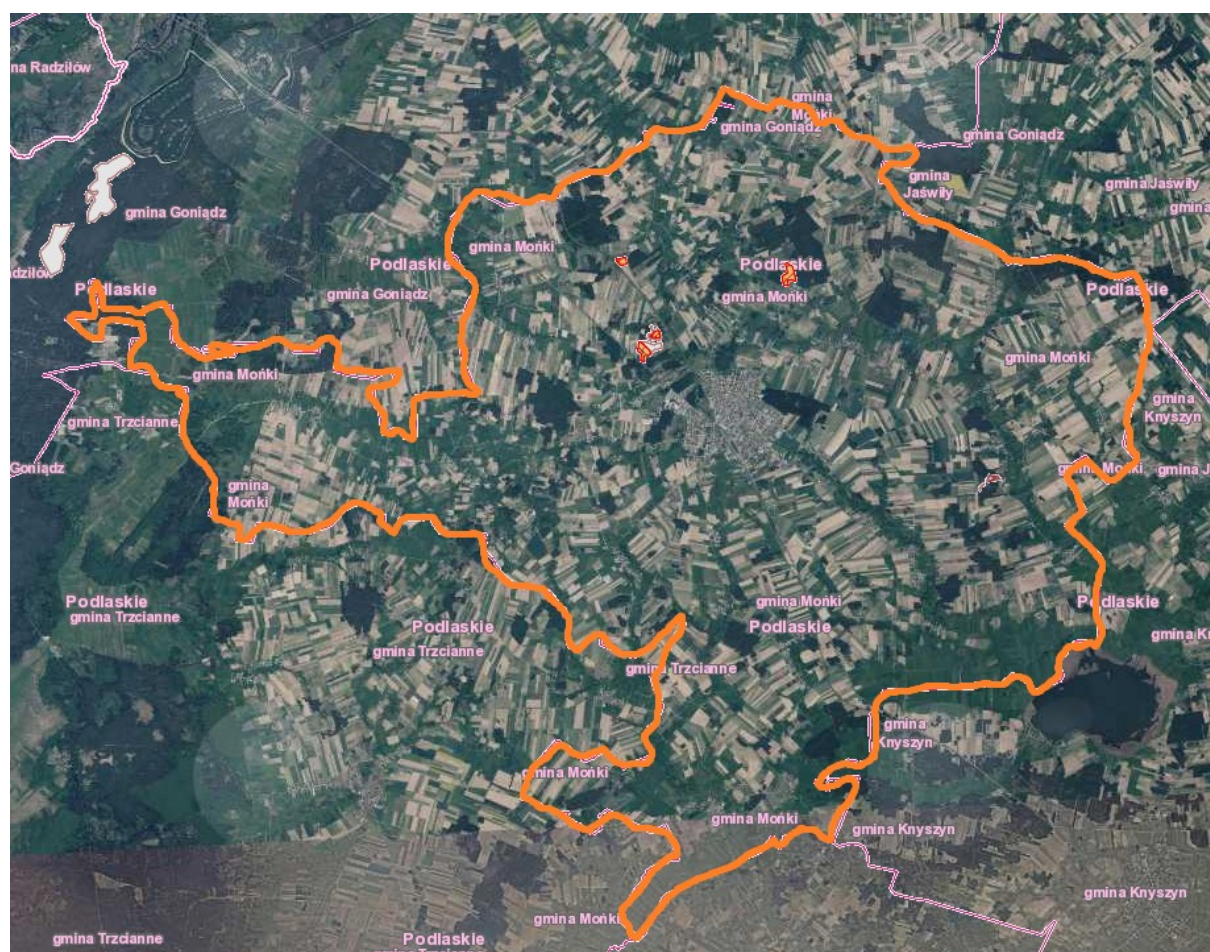 na Radziłów
gmina
Mońki
gmina Goniądz
gmina Goniądz
gmina
Jaświły
gmina Jaświły
gmina
gmina Goniądz
gmina Mońki
Podlaskie
Podlaskie
adziłów
Podlaskie
gmina Goniądz
gmina Mońki
Podlaskie
gmina Mońki
gmina Mońki
gmina
Knyszyn
gmina Trzcianne
Goniądz
gmina Mońki
gmina J
gmina
Mońki
Podlaskie
gmina Trzcianne
gmina Mońki
Podlaskie
Podlaskie
Podlaskie
gmina Kn
gmina Trzcianne
gmina Trzcianne
gmina
Knyszyn
gmina Mońki
gmina Mońki
gmina Knyszyn
gmina Knyszyn
gmina Mońki
gmina Trzcianne
Podlaskie